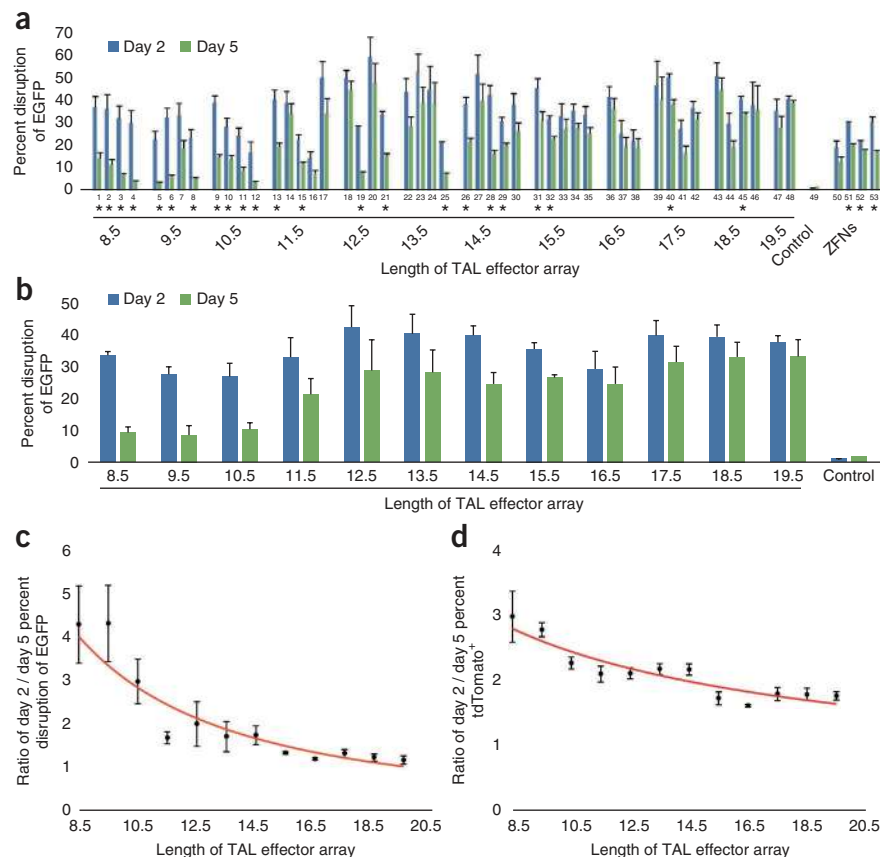 a
Day 2 Day 5
Percent disruption
of EGFP
70
60
50
40
30
20
10
0
1 2 3 4 5 6 7 8 9 10 11 12 13 14 15 16 17 18 19 20 21 22 23 24 25 26 27 28 29 30 31 32 33 34 35 36 37 38 39 40 41 42 43 44 45 46 47 48 49 50 51 52 53
* * * * * * * * * * * * * * * * * * * * * * * * *
8.5 9.5 10.5 11.5 12.5 13.5 14.5 15.5 16.5 17.5 18.5 19.5 Control ZFNs
Length of TAL effector array
b
Day 2 Day 5
Percent disruption
of EGFP
50
40
30
20
10
0
8.5 9.5 10.5 11.5 12.5 13.5 14.5 15.5 16.5 17.5 18.5 19.5 Control
Length of TAL effector array
c
Ratio of day 2 / day 5 percent
disruption of EGFP
6
5
4
3
2
1
0
8.5 10.5 12.5 14.5 16.5 18.5 20.5
Length of TAL effector array
d
Ratio of day 2 / day 5 percent
tdTomato+
4
3
2
1
0
8.5 10.5 12.5 14.5 16.5 18.5 20.5
Length of TAL effector array